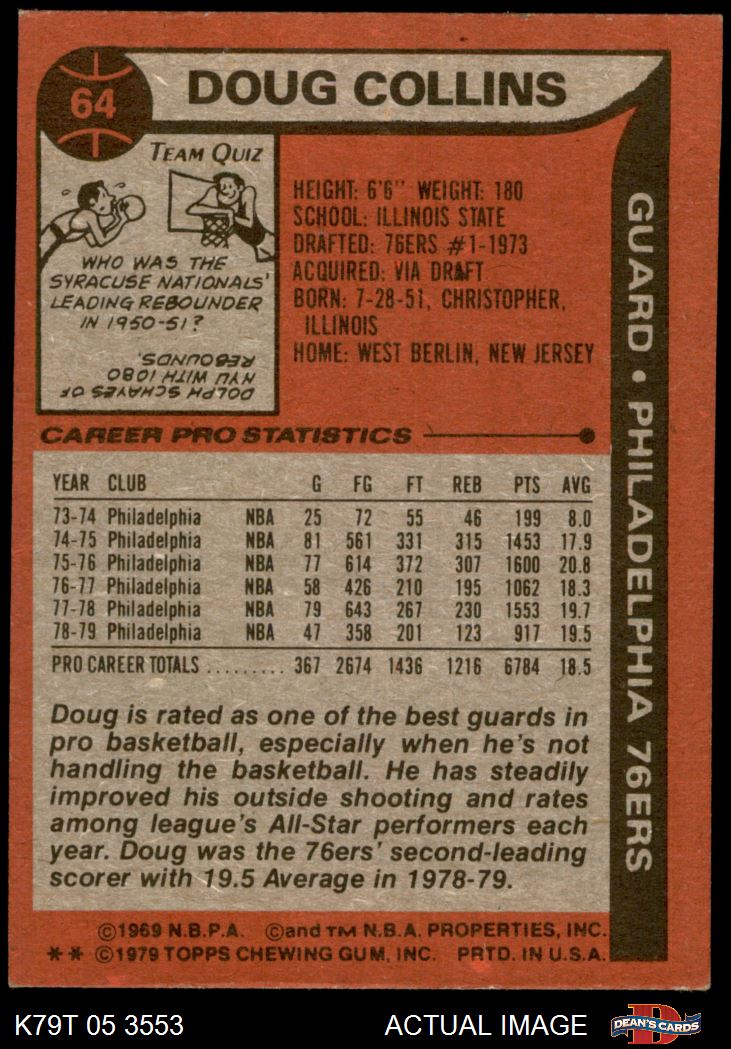 64
DOUG COLLINS
TEAM QUIZ
WHO WAS THE
SYRACUSE NATIONALS'
LEADING REBOUNDER
IN 1950-51?
DOLPH SCHAYES OF
NYU WITH 1080
REBOUNDS.
HEIGHT: 6'6" WEIGHT: 180
SCHOOL: ILLINOIS STATE
DRAFTED: 76ERS #1-1973
ACQUIRED: VIA DRAFT
BORN: 7-28-51, CHRISTOPHER,
ILLINOIS
HOME: WEST BERLIN, NEW JERSEY
GUARD • PHILADELPHIA 76ERS
CAREER PRO STATISTICS
YEAR CLUB G FG FT REB PTS AVG
73-74 Philadelphia NBA 25 72 55 46 199 8.0
74-75 Philadelphia NBA 81 561 331 315 1453 17.9
75-76 Philadelphia NBA 77 614 372 307 1600 20.8
76-77 Philadelphia NBA 58 426 210 195 1062 18.3
77-78 Philadelphia NBA 79 643 267 230 1553 19.7
78-79 Philadelphia NBA 47 358 201 123 917 19.5
PRO CAREER TOTALS ......... 367 2674 1436 1216 6784 18.5
Doug is rated as one of the best guards in
pro basketball, especially when he's not
handling the basketball. He has steadily
improved his outside shooting and rates
among league's All-Star performers each
year. Doug was the 76ers' second-leading
scorer with 19.5 Average in 1978-79.
©1969 N.B.P.A. ©and TM N.B.A. PROPERTIES, INC.
** ©1979 TOPPS CHEWING GUM, INC. PRTD. IN U.S.A.
K79T 05 3553 ACTUAL IMAGE D DEAN'S CARDS